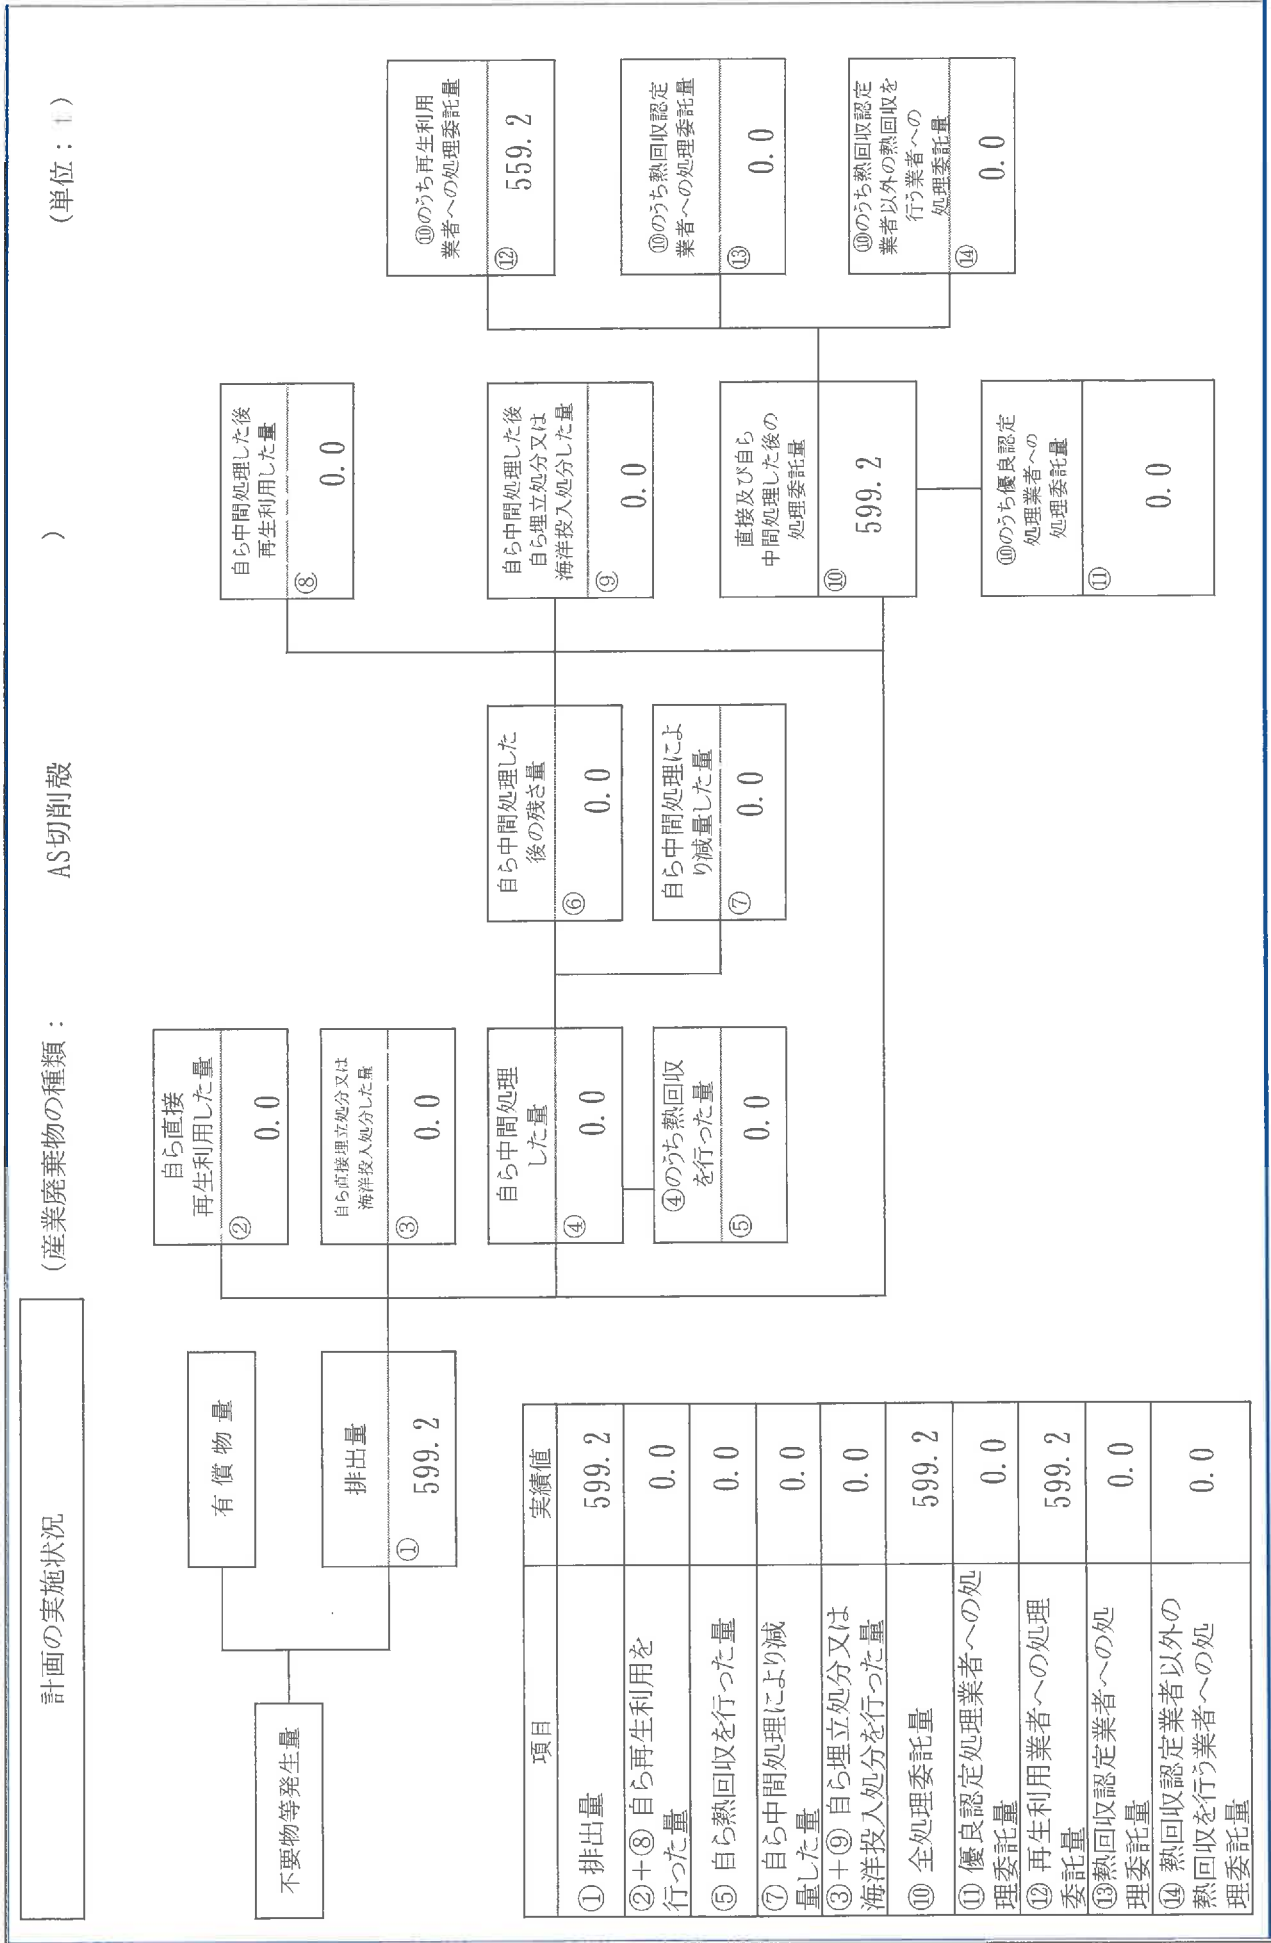 計画の実施状況
(産業廃棄物の種類：
AS切削殻
)
(単位：t)
不要物等発生量
有 償 物 量
排出量
①
599.2
自ら直接
再生利用した量
②
0.0
自ら直接埋立処分又は
海洋投入処分した量
③
0.0
自ら中間処理
した量
④
0.0
④のうち熱回収
を行った量
⑤
0.0
自ら中間処理した
後の残さ量
⑥
0.0
自ら中間処理によ
り減量した量
⑦
0.0
自ら中間処理した後
再生利用した量
⑧
0.0
自ら中間処理した後
自ら埋立処分又は
海洋投入処分した量
⑨
0.0
直接及び自ら
中間処理した後の
処理委託量
⑩
599.2
⑩のうち優良認定
処理業者への
処理委託量
⑪
0.0
⑩のうち再生利用
業者への処理委託量
⑫
559.2
⑩のうち熱回収認定
業者への処理委託量
⑬
0.0
⑩のうち熱回収認定
業者以外の熱回収を
行う業者への
処理委託量
⑭
0.0
項目
実績値
① 排出量
599.2
②＋⑧ 自ら再生利用を
行った量
0.0
⑤ 自ら熱回収を行った量
0.0
⑦ 自ら中間処理により減
量した量
0.0
③＋⑨ 自ら埋立処分又は
海洋投入処分を行った量
0.0
⑩ 全処理委託量
599.2
⑪ 優良認定処理業者への処
理委託量
0.0
⑫ 再生利用業者への処理
委託量
599.2
⑬熱回収認定業者への処
理委託量
0.0
⑭ 熱回収認定業者以外の
熱回収を行う業者への処
理委託量
0.0